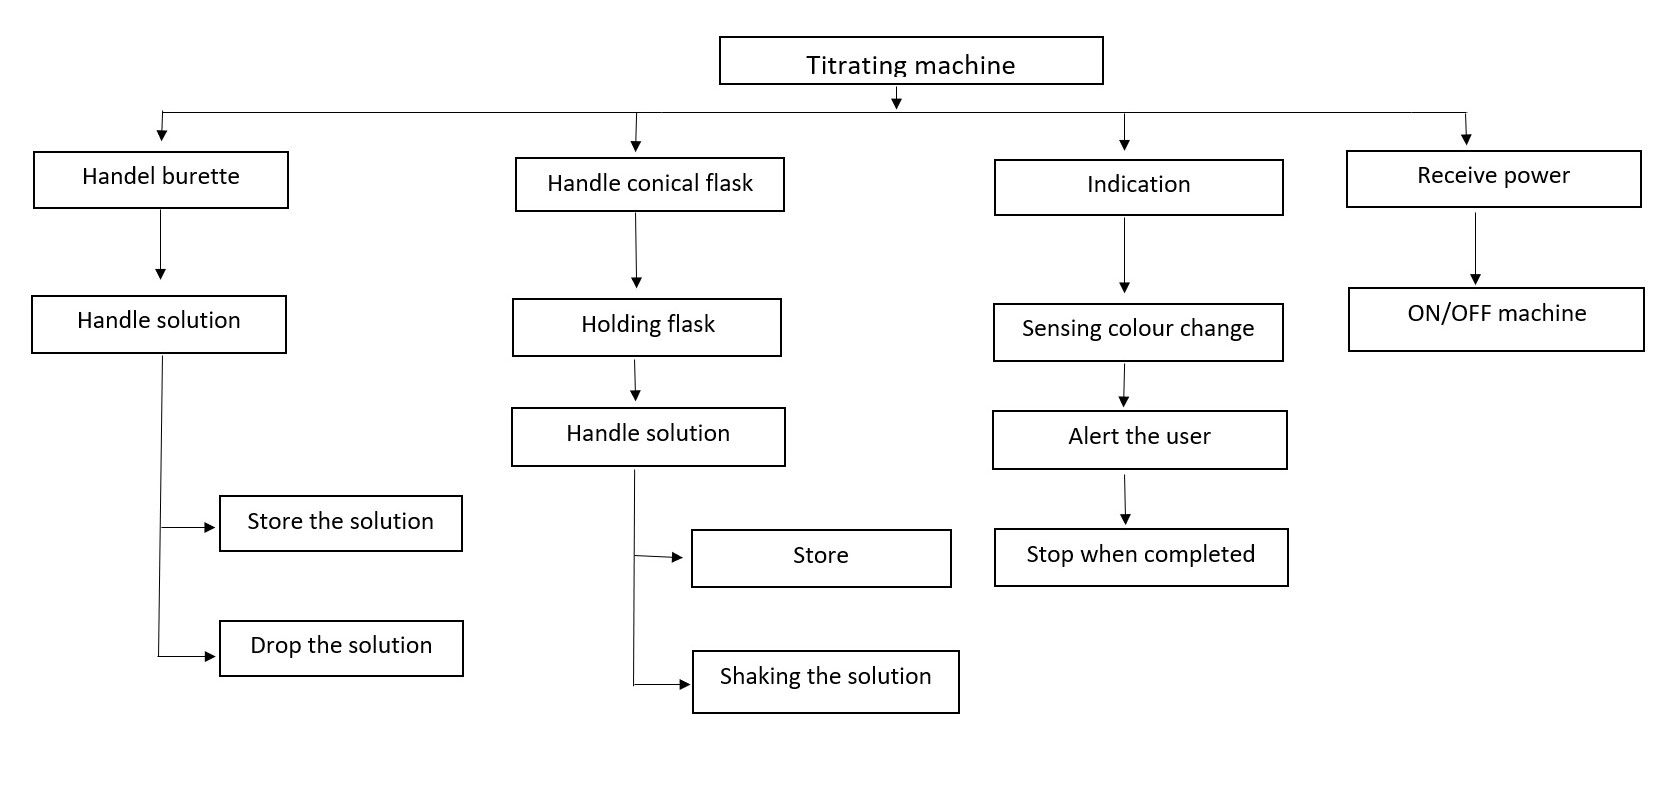 Titrating machine
Handel burette
Handle conical flask
Indication
Receive power
Handle solution
Holding flask
Sensing colour change
ON/OFF machine
Handle solution
Alert the user
Store the solution
Store
Stop when completed
Drop the solution
Shaking the solution